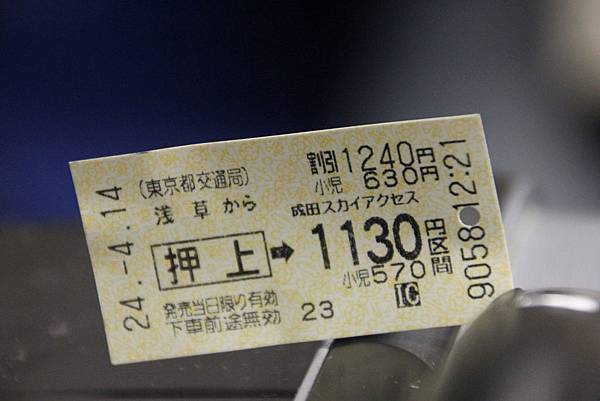 24.-4.14
(東京都交通局)
浅草から
押上
➡
発売当日限り有効
下車前途無効
23
割引1240円
小児 630円
成田スカイアクセス
1130円区間
小児570
IC
9058 12:21